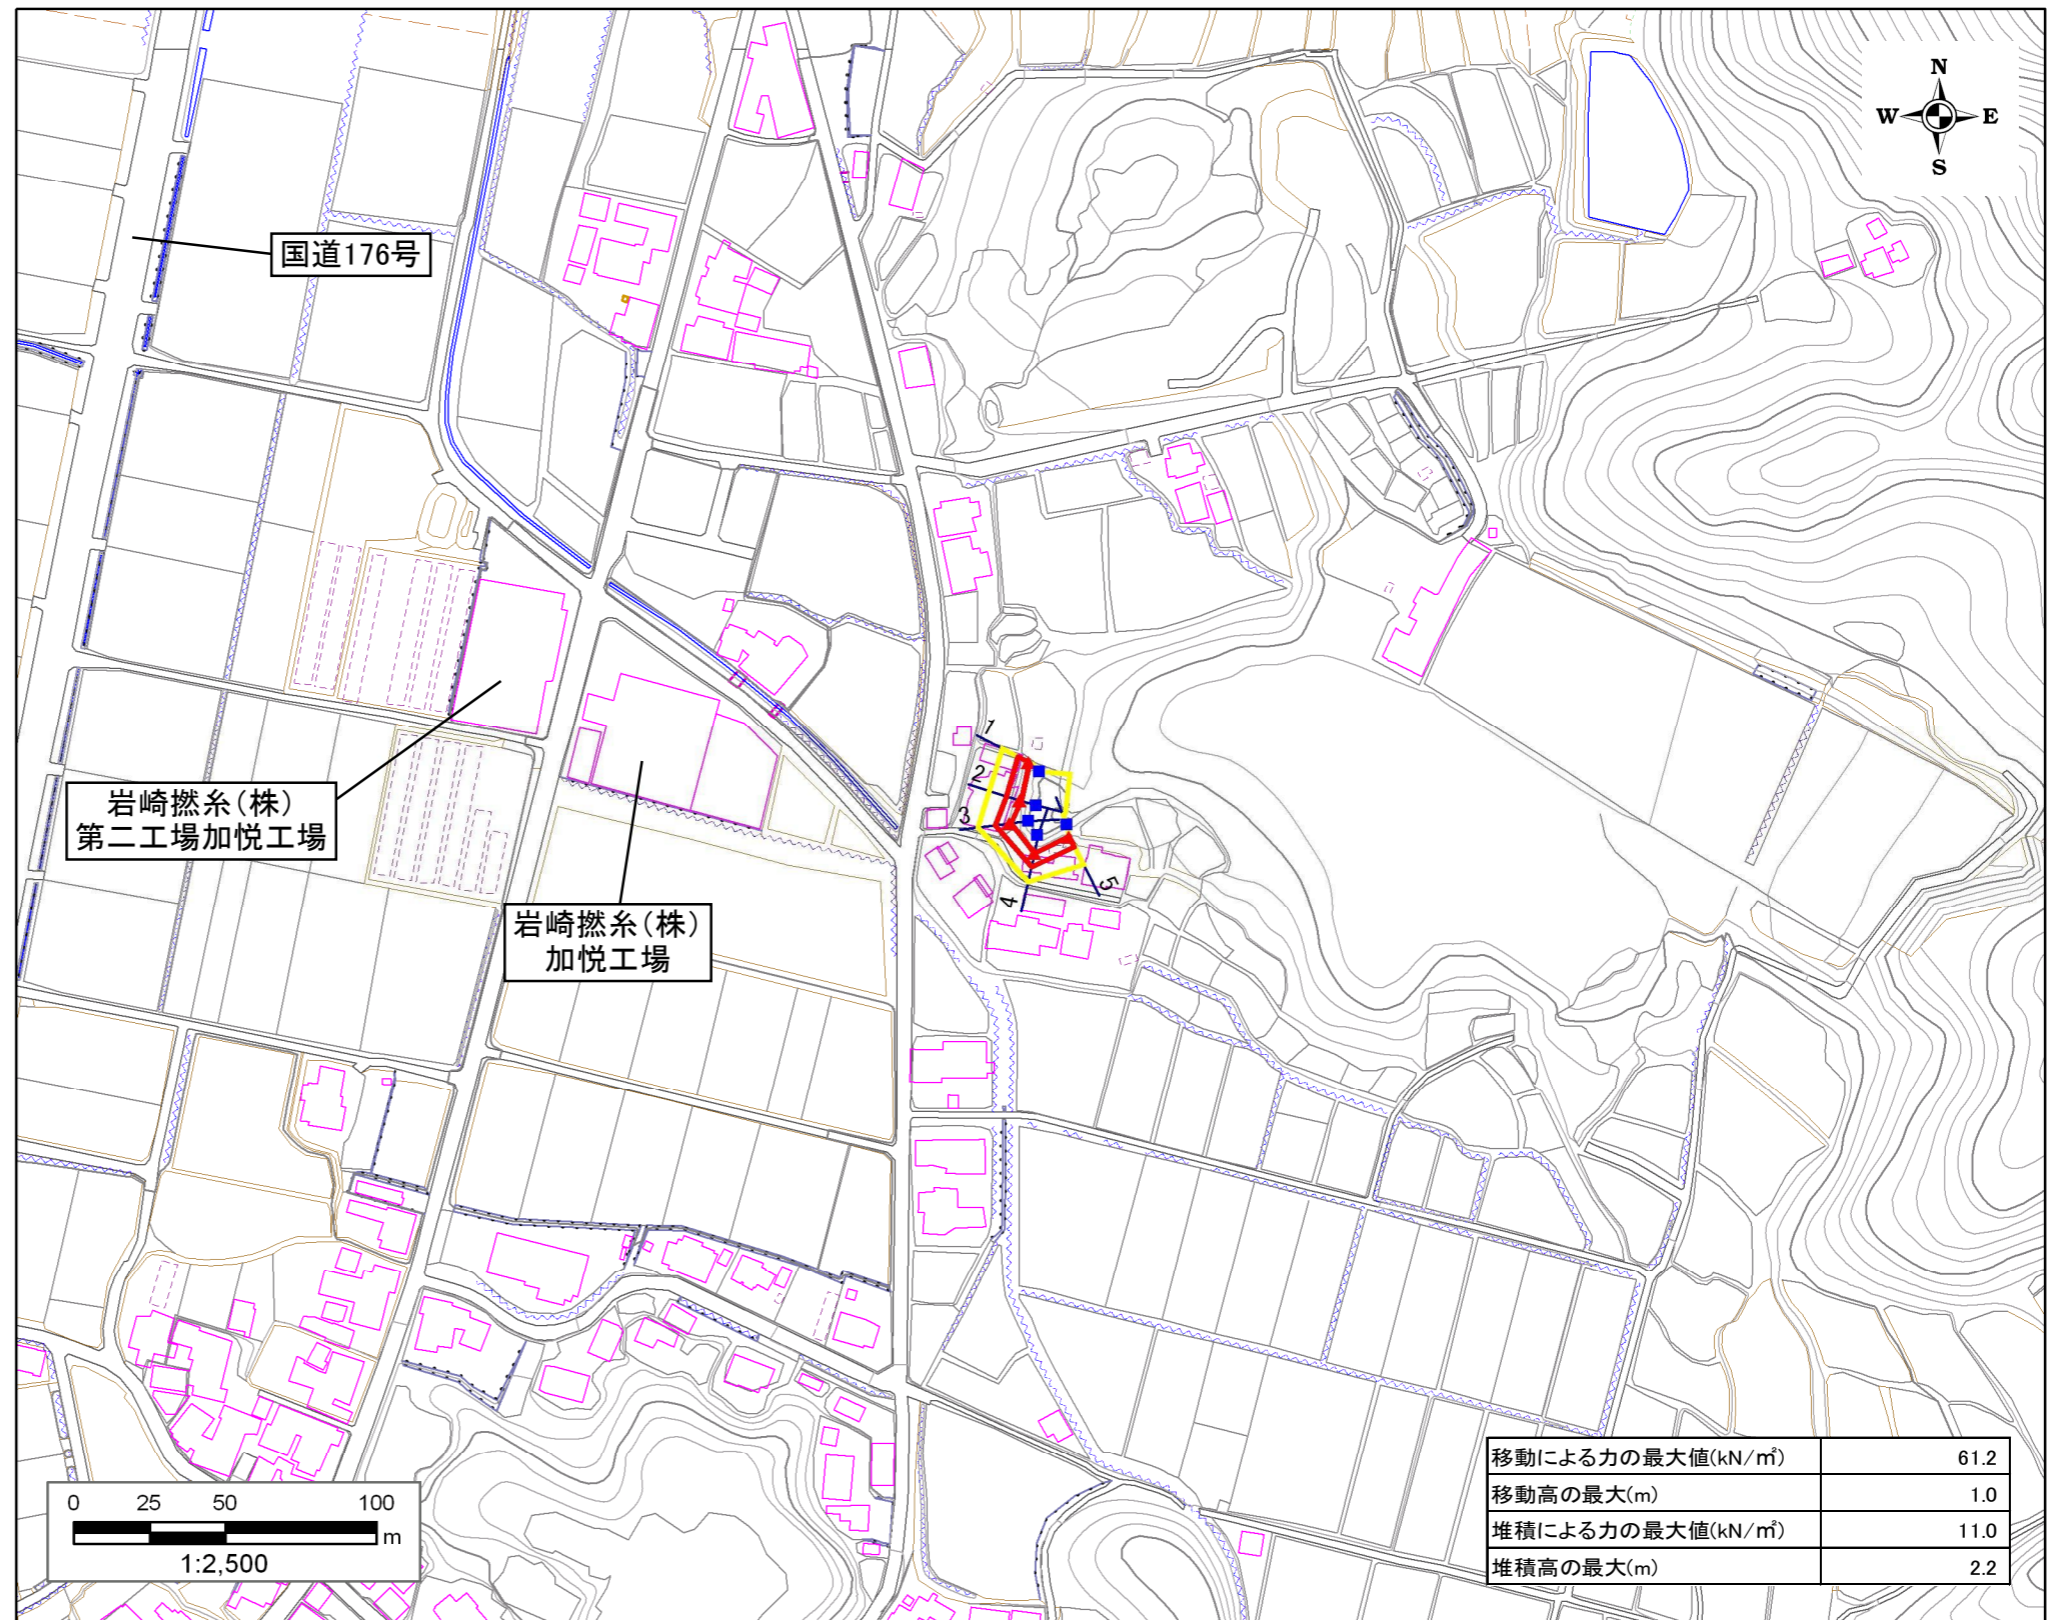 N
W E
S
国道176号
岩崎撚糸(株)
第二工場加悦工場
岩崎撚糸(株)
加悦工場
1
2
3
4
5
移動による力の最大値(kN/㎡) 61.2
移動高の最大(m) 1.0
堆積による力の最大値(kN/㎡) 11.0
堆積高の最大(m) 2.2
0 25 50 100
m
1:2,500